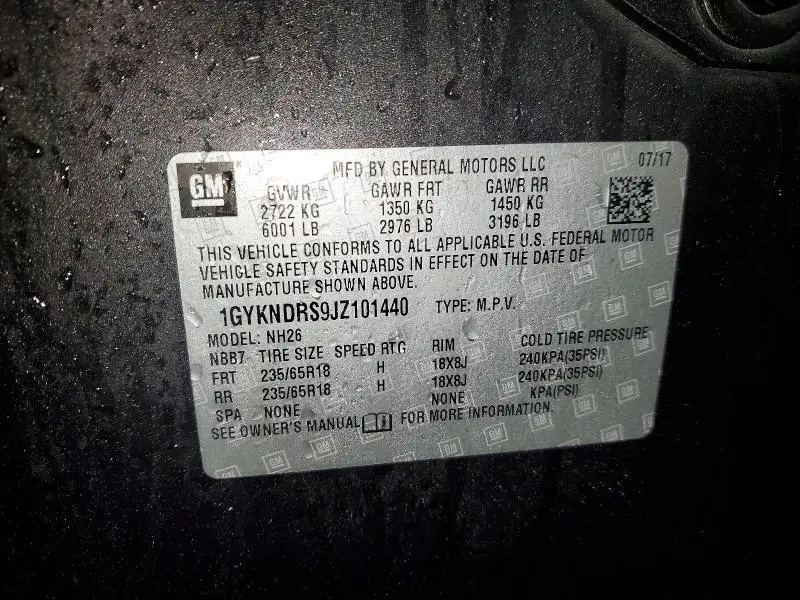 GM
MFD BY GENERAL MOTORS LLC 07/17
GVWR GAWR FRT GAWR RR
2722 KG 1350 KG 1450 KG
6001 LB 2976 LB 3196 LB
THIS VEHICLE CONFORMS TO ALL APPLICABLE U.S. FEDERAL MOTOR
VEHICLE SAFETY STANDARDS IN EFFECT ON THE DATE OF
MANUFACTURE SHOWN ABOVE.
1GYKNDRS9JZ101440 TYPE: M.P.V.
MODEL: NH26
NBB7 TIRE SIZE SPEED RTG RIM COLD TIRE PRESSURE
FRT 235/65R18 H 18X8J 240KPA(35PSI)
RR 235/65R18 H 18X8J 240KPA(35PSI)
SPA NONE NONE KPA(PSI)
SEE OWNER'S MANUAL FOR MORE INFORMATION.